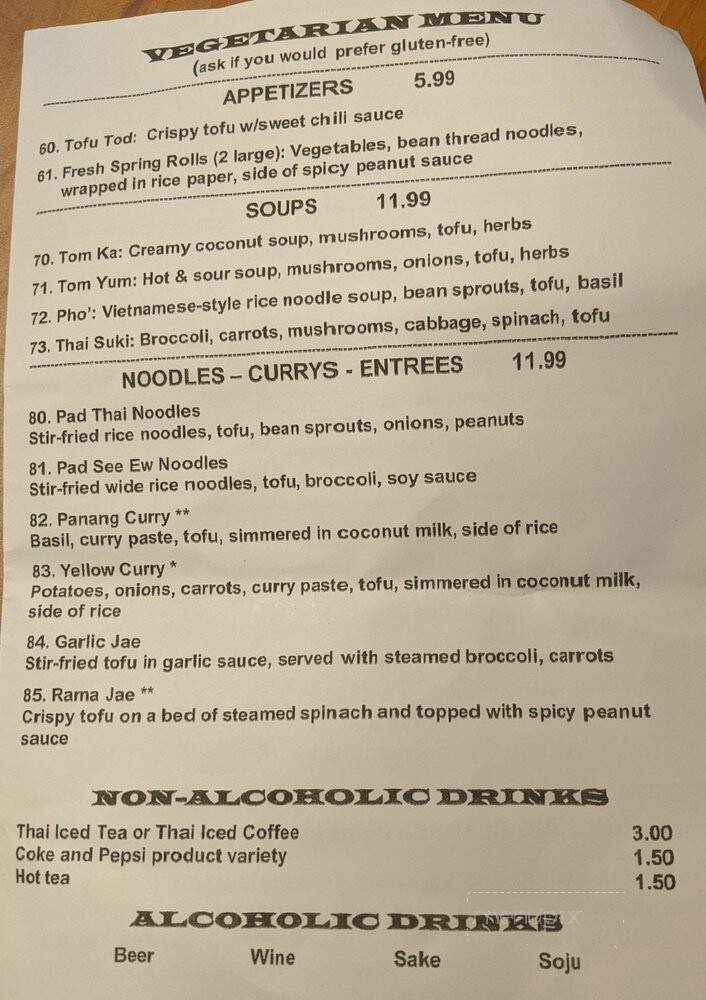 VEGETARIAN MENU
(ask if you would prefer gluten-free)
APPETIZERS 5.99
60. Tofu Tod: Crispy tofu w/sweet chili sauce
61. Fresh Spring Rolls (2 large): Vegetables, bean thread noodles,
wrapped in rice paper, side of spicy peanut sauce
SOUPS 11.99
70. Tom Ka: Creamy coconut soup, mushrooms, tofu, herbs
71. Tom Yum: Hot & sour soup, mushrooms, onions, tofu, herbs
72. Pho': Vietnamese-style rice noodle soup, bean sprouts, tofu, basil
73. Thai Suki: Broccoli, carrots, mushrooms, cabbage, spinach, tofu
NOODLES – CURRYS - ENTREES 11.99
80. Pad Thai Noodles
Stir-fried rice noodles, tofu, bean sprouts, onions, peanuts
81. Pad See Ew Noodles
Stir-fried wide rice noodles, tofu, broccoli, soy sauce
82. Panang Curry **
Basil, curry paste, tofu, simmered in coconut milk, side of rice
83. Yellow Curry *
Potatoes, onions, carrots, curry paste, tofu, simmered in coconut milk,
side of rice
84. Garlic Jae
Stir-fried tofu in garlic sauce, served with steamed broccoli, carrots
85. Rama Jae **
Crispy tofu on a bed of steamed spinach and topped with spicy peanut
sauce
NON-ALCOHOLIC DRINKS
Thai Iced Tea or Thai Iced Coffee 3.00
Coke and Pepsi product variety 1.50
Hot tea 1.50
ALCOHOLIC DRINKS
Beer Wine Sake Soju